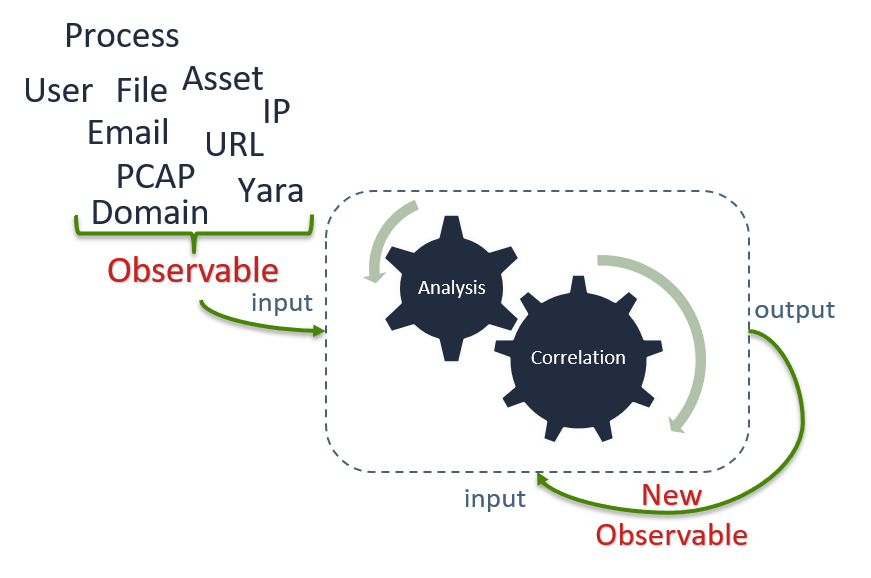 Process
User File Asset
IP
Email
URL
PCAP
Yara
Domain
Observable
input
Analysis
Correlation
output
input
New
Observable